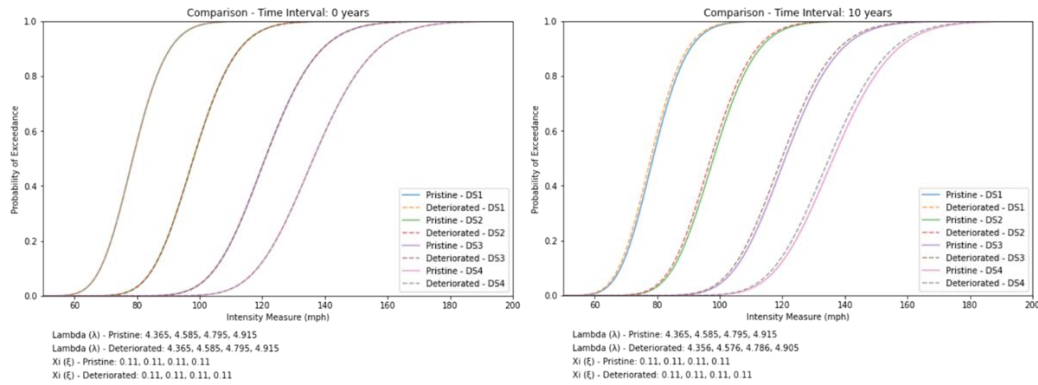 Comparison - Time Interval: 0 years
1.0
0.8
0.6
0.4
0.2
0.0
Probability of Exceedance
60 80 100 120 140 160 180 200
Intensity Measure (mph)
Pristine - DS1
Deteriorated - DS1
Pristine - DS2
Deteriorated - DS2
Pristine - DS3
Deteriorated - DS3
Pristine - DS4
Deteriorated - DS4
Lambda (λ) - Pristine: 4.365, 4.585, 4.795, 4.915
Lambda (λ) - Deteriorated: 4.365, 4.585, 4.795, 4.915
Xi (ξ) - Pristine: 0.11, 0.11, 0.11, 0.11
Xi (ξ) - Deteriorated: 0.11, 0.11, 0.11, 0.11
Comparison - Time Interval: 10 years
1.0
0.8
0.6
0.4
0.2
0.0
Probability of Exceedance
60 80 100 120 140 160 180 200
Intensity Measure (mph)
Pristine - DS1
Deteriorated - DS1
Pristine - DS2
Deteriorated - DS2
Pristine - DS3
Deteriorated - DS3
Pristine - DS4
Deteriorated - DS4
Lambda (λ) - Pristine: 4.365, 4.585, 4.795, 4.915
Lambda (λ) - Deteriorated: 4.356, 4.576, 4.786, 4.905
Xi (ξ) - Pristine: 0.11, 0.11, 0.11, 0.11
Xi (ξ) - Deteriorated: 0.11, 0.11, 0.11, 0.11